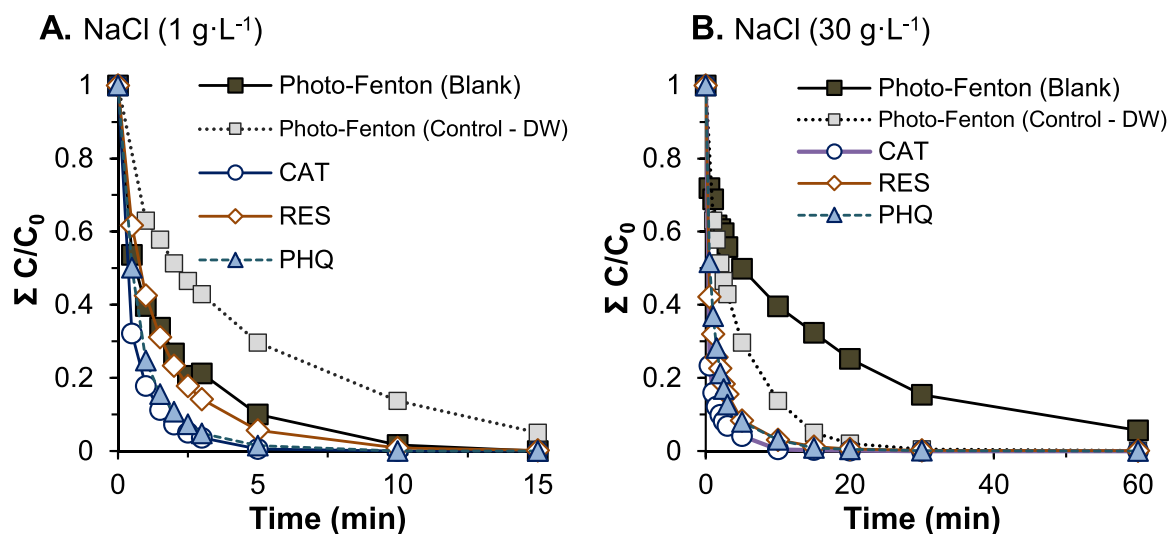 A. NaCl (1 g·L⁻¹)
1
0.8
0.6
0.4
0.2
0
Σ C/C₀
Photo-Fenton (Blank)
Photo-Fenton (Control - DW)
CAT
RES
PHQ
0 5 10 15
Time (min)
B. NaCl (30 g·L⁻¹)
1
0.8
0.6
0.4
0.2
0
Σ C/C₀
Photo-Fenton (Blank)
Photo-Fenton (Control - DW)
CAT
RES
PHQ
0 20 40 60
Time (min)